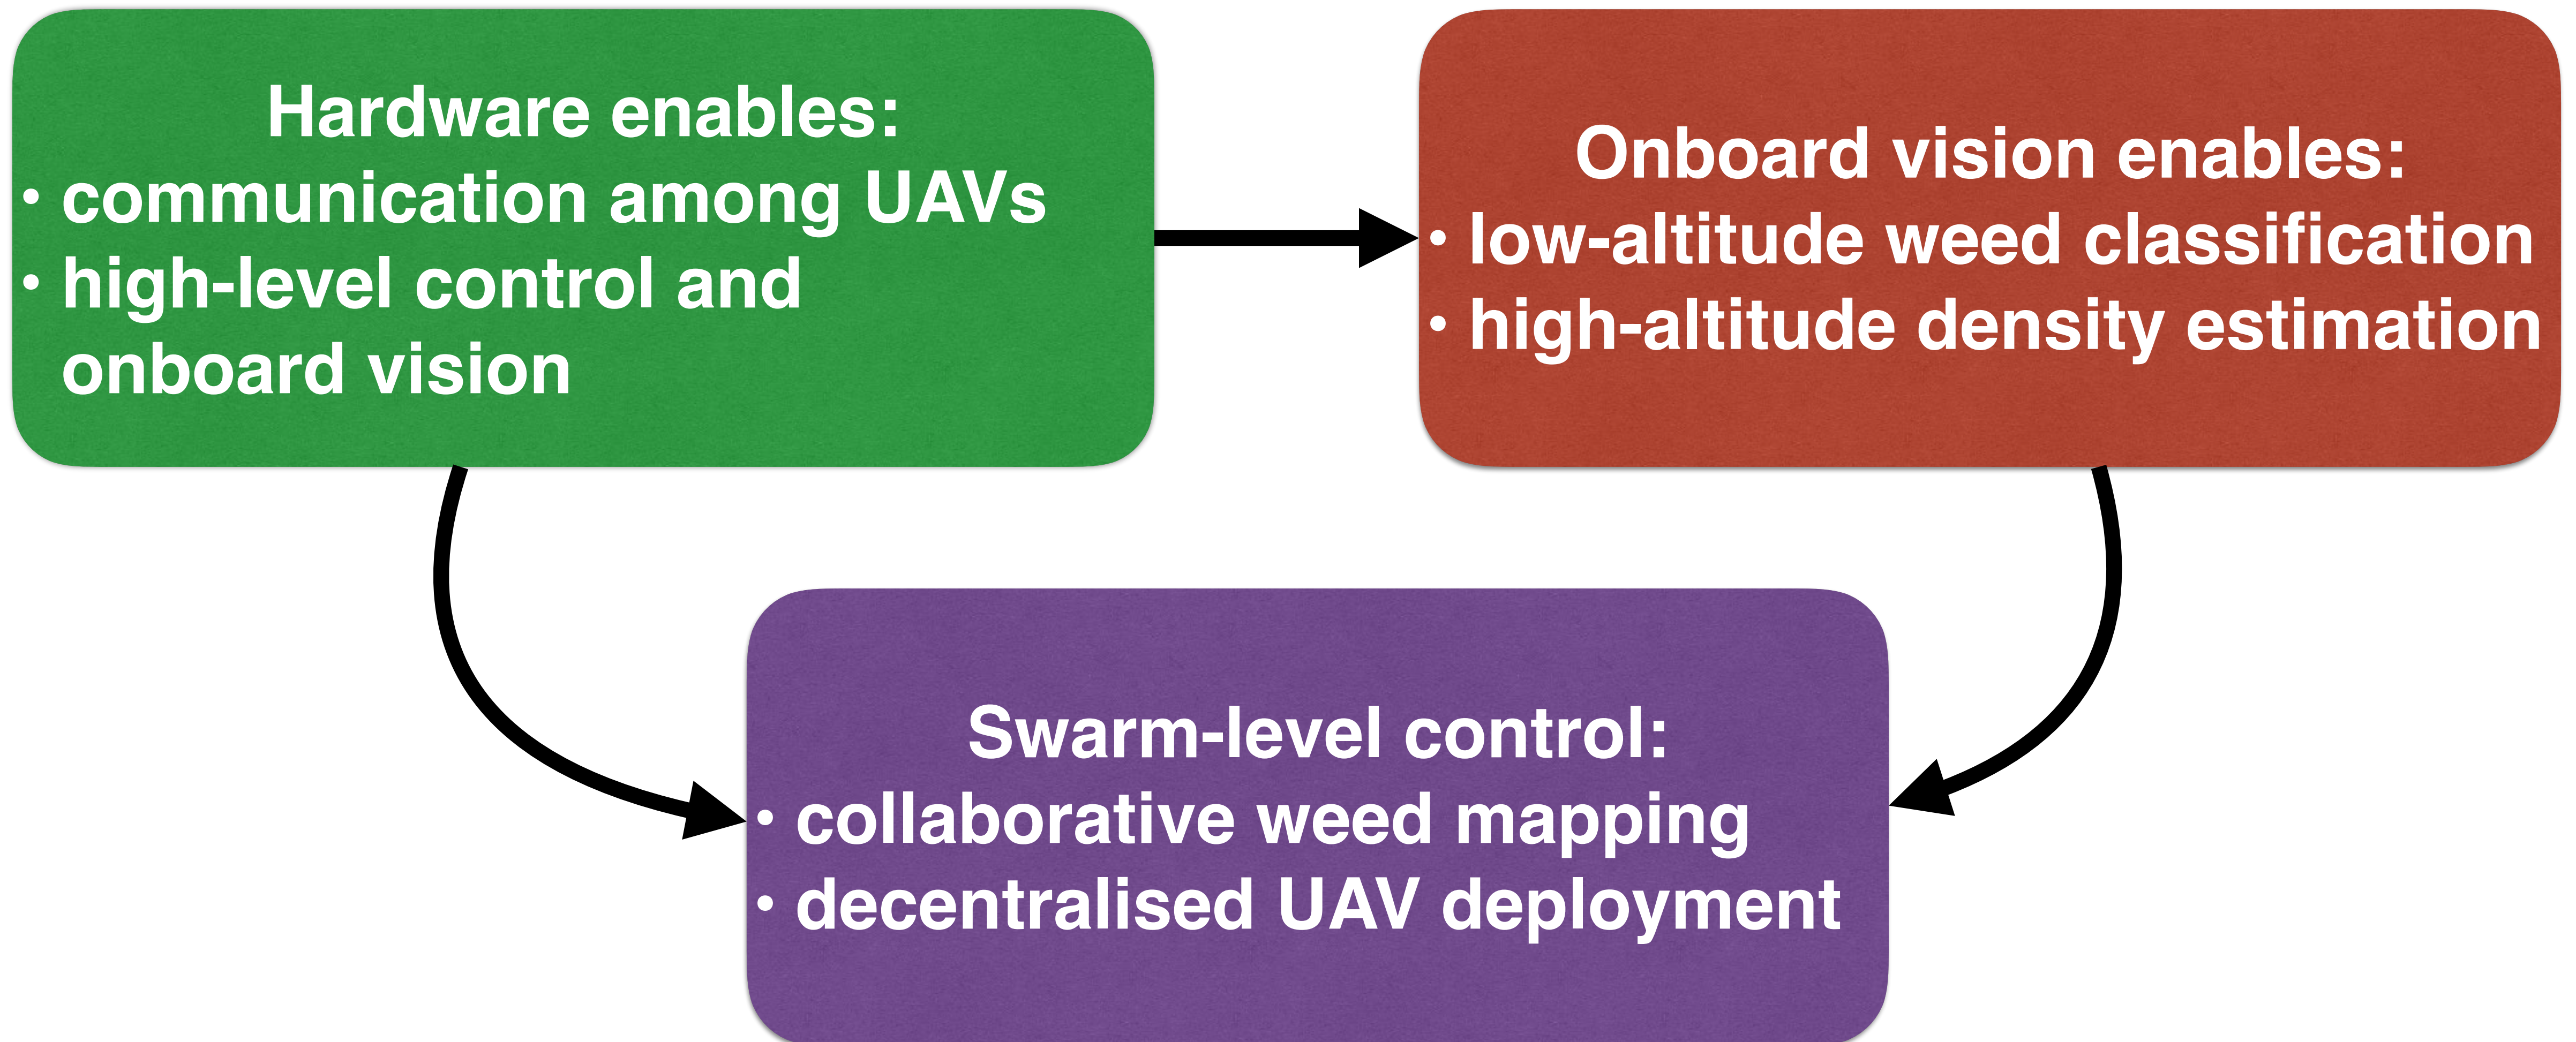 Hardware enables:
• communication among UAVs
• high-level control and
onboard vision
Onboard vision enables:
• low-altitude weed classification
• high-altitude density estimation
Swarm-level control:
• collaborative weed mapping
• decentralised UAV deployment